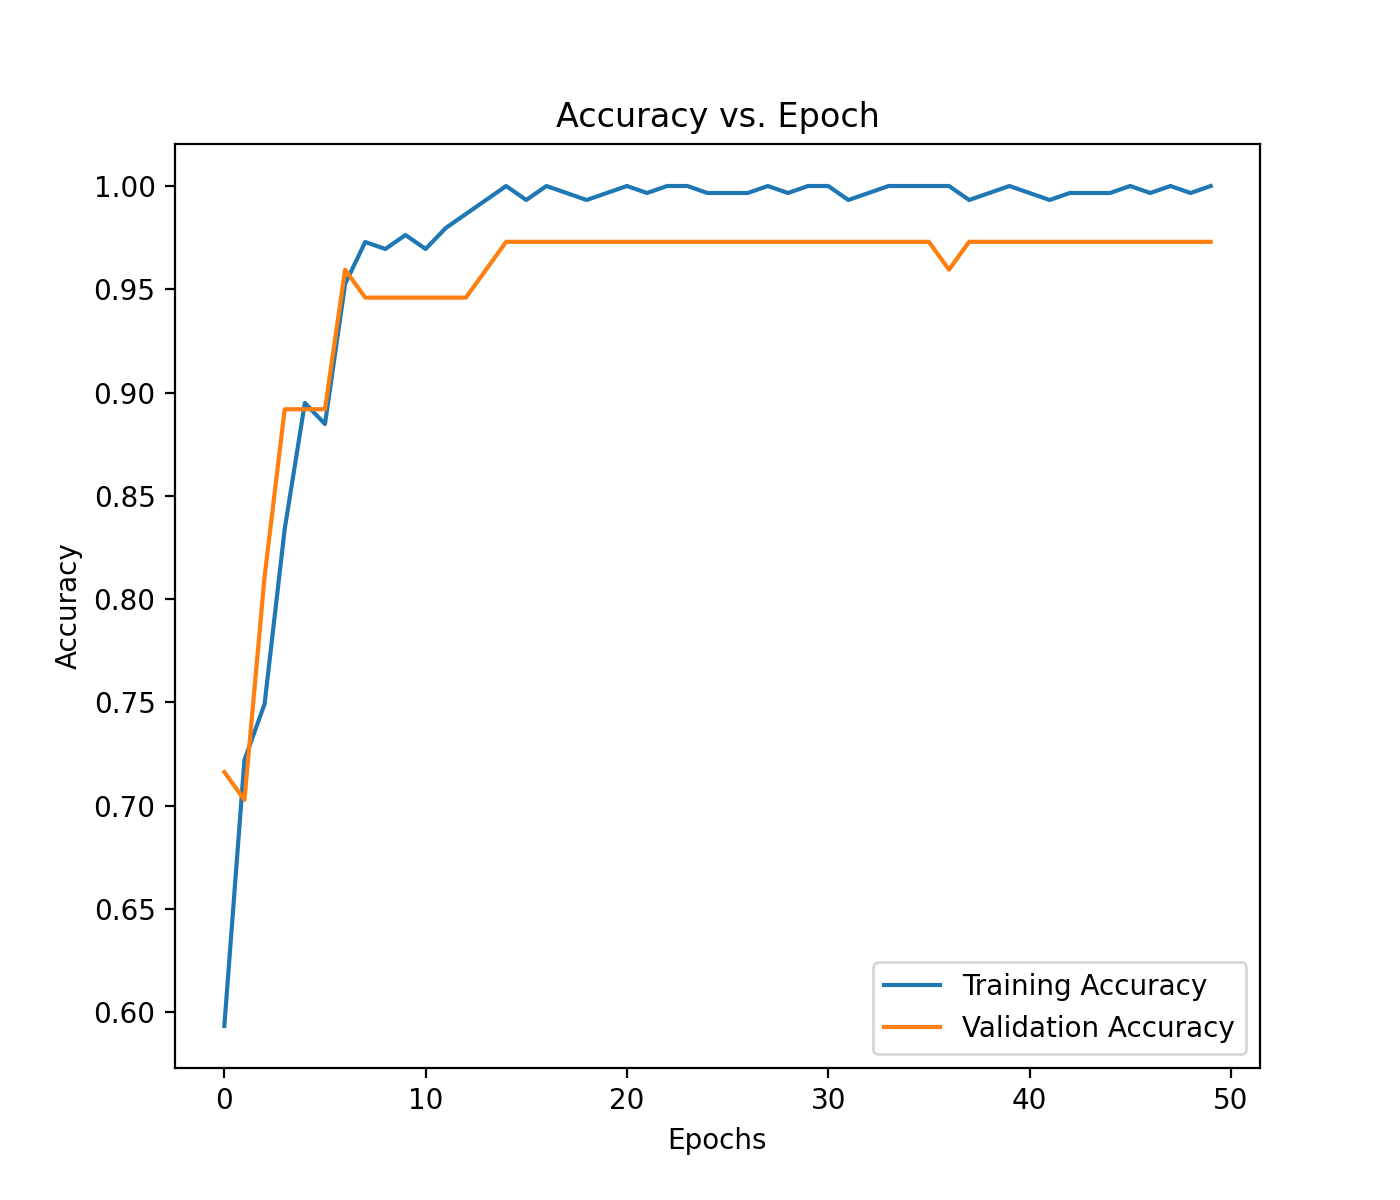 Accuracy vs. Epoch
1.00
0.95
0.90
0.85
0.80
0.75
0.70
0.65
0.60
Accuracy
Training Accuracy
Validation Accuracy
0 10 20 30 40 50
Epochs